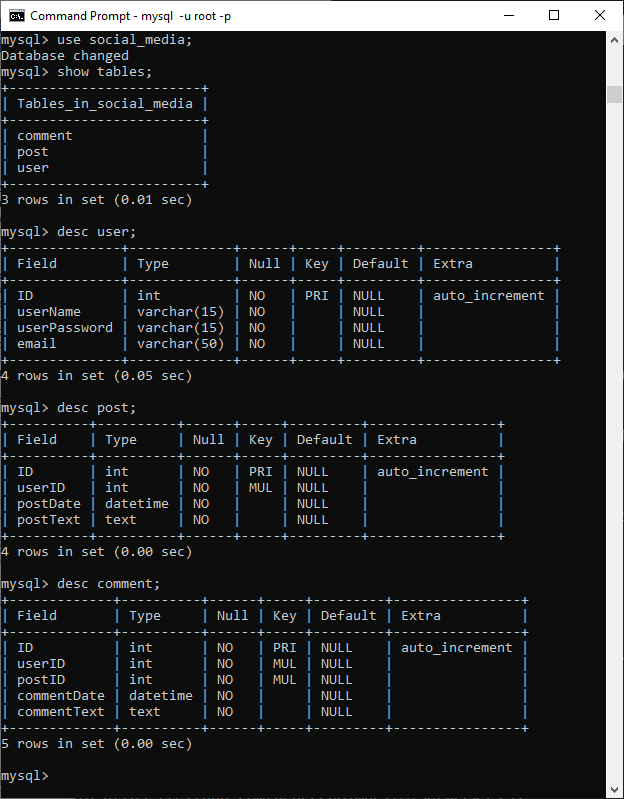 Command Prompt - mysql -u root -p
mysql> use social_media;
Database changed
mysql> show tables;
+------------------------+
| Tables_in_social_media |
+------------------------+
| comment                |
| post                   |
| user                   |
+------------------------+
3 rows in set (0.01 sec)
mysql> desc user;
+--------------+-------------+------+-----+---------+----------------+
| Field        | Type        | Null | Key | Default | Extra          |
+--------------+-------------+------+-----+---------+----------------+
| ID           | int         | NO   | PRI | NULL    | auto_increment |
| userName     | varchar(15) | NO   |     | NULL    |                |
| userPassword | varchar(15) | NO   |     | NULL    |                |
| email        | varchar(50) | NO   |     | NULL    |                |
+--------------+-------------+------+-----+---------+----------------+
4 rows in set (0.05 sec)
mysql> desc post;
+----------+----------+------+-----+---------+----------------+
| Field    | Type     | Null | Key | Default | Extra          |
+----------+----------+------+-----+---------+----------------+
| ID       | int      | NO   | PRI | NULL    | auto_increment |
| userID   | int      | NO   | MUL | NULL    |                |
| postDate | datetime | NO   |     | NULL    |                |
| postText | text     | NO   |     | NULL    |                |
+----------+----------+------+-----+---------+----------------+
4 rows in set (0.00 sec)
mysql> desc comment;
+-------------+----------+------+-----+---------+----------------+
| Field       | Type     | Null | Key | Default | Extra          |
+-------------+----------+------+-----+---------+----------------+
| ID          | int      | NO   | PRI | NULL    | auto_increment |
| userID      | int      | NO   | MUL | NULL    |                |
| postID      | int      | NO   | MUL | NULL    |                |
| commentDate | datetime | NO   |     | NULL    |                |
| commentText | text     | NO   |     | NULL    |                |
+-------------+----------+------+-----+---------+----------------+
5 rows in set (0.00 sec)
mysql>